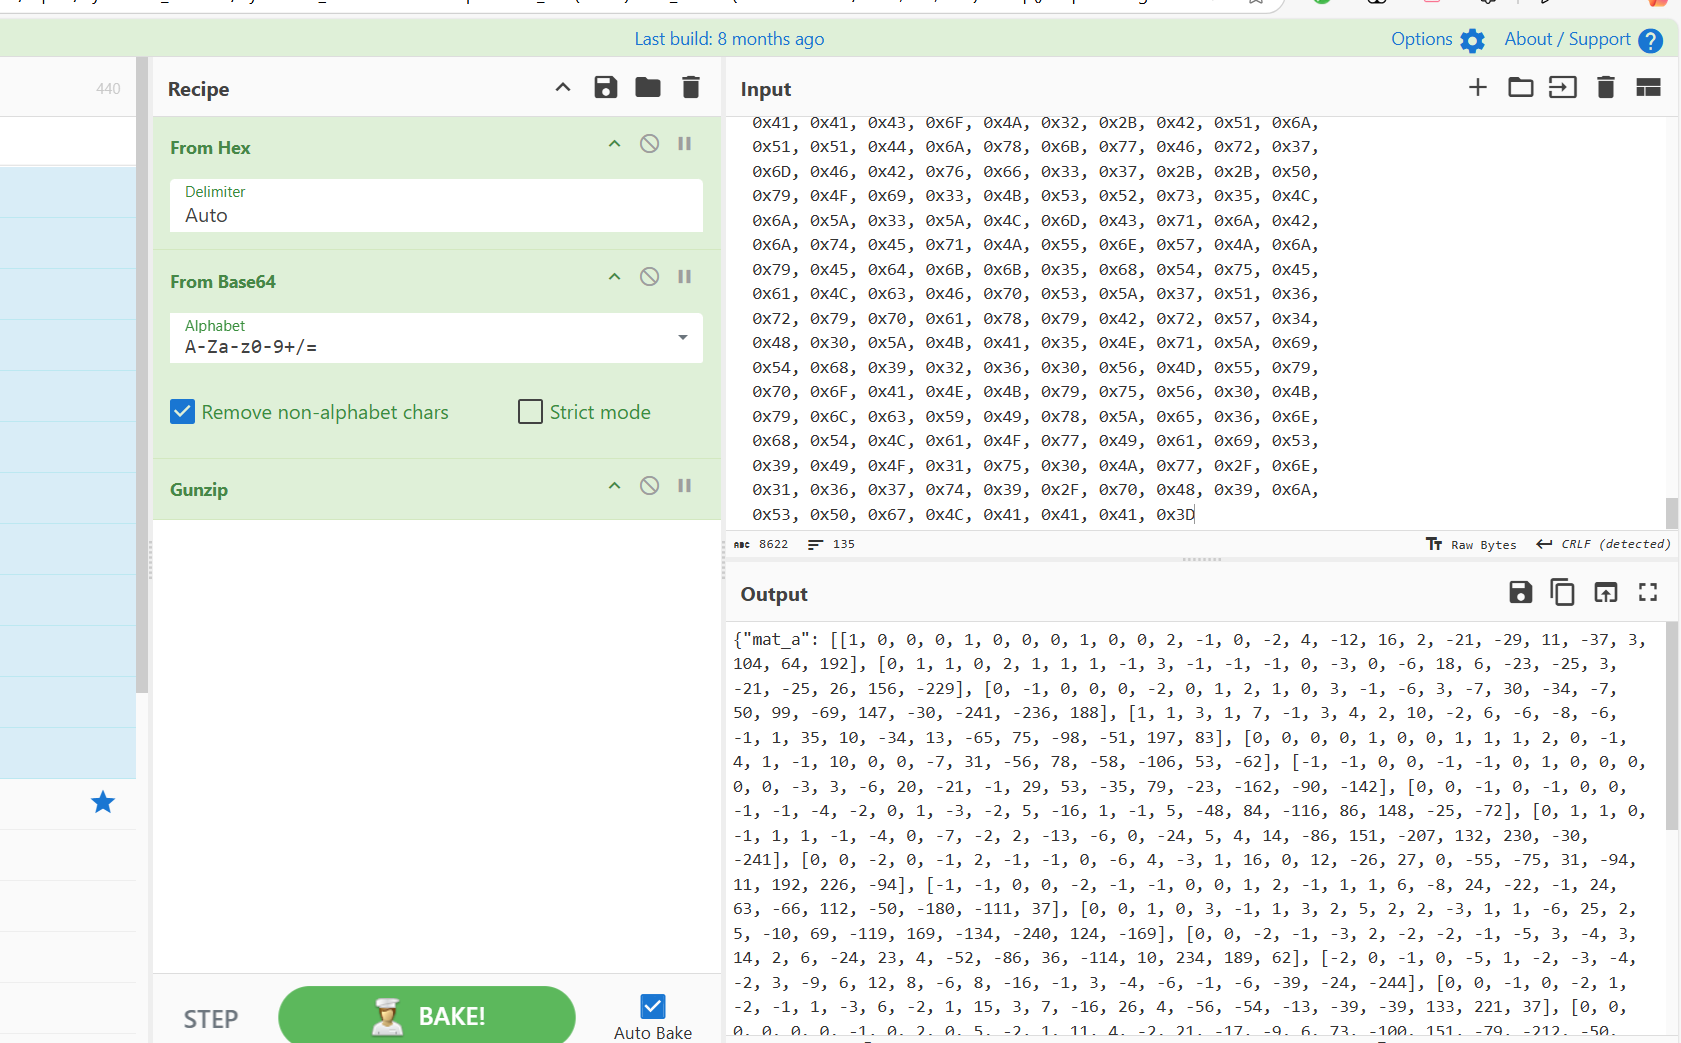 Last build: 8 months ago
Options
About / Support
440
Recipe
From Hex
Delimiter
Auto
From Base64
Alphabet
A-Za-z0-9+/=
Remove non-alphabet chars
Strict mode
Gunzip
STEP
BAKE!
Auto Bake
Input
0x41, 0x41, 0x43, 0x6F, 0x4A, 0x32, 0x2B, 0x42, 0x51, 0x6A,
0x51, 0x51, 0x44, 0x6A, 0x78, 0x6B, 0x77, 0x46, 0x72, 0x37,
0x6D, 0x46, 0x42, 0x76, 0x66, 0x33, 0x37, 0x2B, 0x2B, 0x50,
0x79, 0x4F, 0x69, 0x33, 0x4B, 0x53, 0x52, 0x73, 0x35, 0x4C,
0x6A, 0x5A, 0x33, 0x5A, 0x4C, 0x6D, 0x43, 0x71, 0x6A, 0x42,
0x6A, 0x74, 0x45, 0x71, 0x4A, 0x55, 0x6E, 0x57, 0x4A, 0x6A,
0x79, 0x45, 0x64, 0x6B, 0x6B, 0x35, 0x68, 0x54, 0x75, 0x45,
0x61, 0x4C, 0x63, 0x46, 0x70, 0x53, 0x5A, 0x37, 0x51, 0x36,
0x72, 0x79, 0x70, 0x61, 0x78, 0x79, 0x42, 0x72, 0x57, 0x34,
0x48, 0x30, 0x5A, 0x4B, 0x41, 0x35, 0x4E, 0x71, 0x5A, 0x69,
0x54, 0x68, 0x39, 0x32, 0x36, 0x30, 0x56, 0x4D, 0x55, 0x79,
0x70, 0x6F, 0x41, 0x4E, 0x4B, 0x79, 0x75, 0x56, 0x30, 0x4B,
0x79, 0x6C, 0x63, 0x59, 0x49, 0x78, 0x5A, 0x65, 0x36, 0x6E,
0x68, 0x54, 0x4C, 0x61, 0x4F, 0x77, 0x49, 0x61, 0x69, 0x53,
0x39, 0x49, 0x4F, 0x31, 0x75, 0x30, 0x4A, 0x77, 0x2F, 0x6E,
0x31, 0x36, 0x37, 0x74, 0x39, 0x2F, 0x70, 0x48, 0x39, 0x6A,
0x53, 0x50, 0x67, 0x4C, 0x41, 0x41, 0x41, 0x3D
ABC 8622 135
Tт Raw Bytes CRLF (detected)
Output
{"mat_a": [[1, 0, 0, 0, 1, 0, 0, 0, 1, 0, 0, 2, -1, 0, -2, 4, -12, 16, 2, -21, -29, 11, -37, 3,
104, 64, 192], [0, 1, 1, 0, 2, 1, 1, 1, -1, 3, -1, -1, -1, 0, -3, 0, -6, 18, 6, -23, -25, 3,
-21, -25, 26, 156, -229], [0, -1, 0, 0, 0, -2, 0, 1, 2, 1, 0, 3, -1, -6, 3, -7, 30, -34, -7,
50, 99, -69, 147, -30, -241, -236, 188], [1, 1, 3, 1, 7, -1, 3, 4, 2, 10, -2, 6, -6, -8, -6,
-1, 1, 35, 10, -34, 13, -65, 75, -98, -51, 197, 83], [0, 0, 0, 0, 1, 0, 0, 1, 1, 1, 2, 0, -1,
4, 1, -1, 10, 0, 0, -7, 31, -56, 78, -58, -106, 53, -62], [-1, -1, 0, 0, -1, -1, 0, 1, 0, 0, 0,
0, 0, -3, 3, -6, 20, -21, -1, 29, 53, -35, 79, -23, -162, -90, -142], [0, 0, -1, 0, -1, 0, 0,
-1, -1, -4, -2, 0, 1, -3, -2, 5, -16, 1, -1, 5, -48, 84, -116, 86, 148, -25, -72], [0, 1, 1, 0,
-1, 1, 1, -1, -4, 0, -7, -2, 2, -13, -6, 0, -24, 5, 4, 14, -86, 151, -207, 132, 230, -30,
-241], [0, 0, -2, 0, -1, 2, -1, -1, 0, -6, 4, -3, 1, 16, 0, 12, -26, 27, 0, -55, -75, 31, -94,
11, 192, 226, -94], [-1, -1, 0, 0, -2, -1, -1, 0, 0, 1, 2, -1, 1, 1, 6, -8, 24, -22, -1, 24,
63, -66, 112, -50, -180, -111, 37], [0, 0, 1, 0, 3, -1, 1, 3, 2, 5, 2, 2, -3, 1, 1, -6, 25, 2,
5, -10, 69, -119, 169, -134, -240, 124, -169], [0, 0, -2, -1, -3, 2, -2, -2, -1, -5, 3, -4, 3,
14, 2, 6, -24, 23, 4, -52, -86, 36, -114, 10, 234, 189, 62], [-2, 0, -1, 0, -5, 1, -2, -3, -4,
-2, 3, -9, 6, 12, 8, -6, 8, -16, -1, 3, -4, -6, -1, -6, -39, -24, -244], [0, 0, -1, 0, -2, 1,
-2, -1, 1, -3, 6, -2, 1, 15, 3, 7, -16, 26, 4, -56, -54, -13, -39, -39, 133, 221, 37], [0, 0,
0, 0, 0, 0, -1, 0, 2, 0, 5, -2, 1, 11, 4, -2, 21, -17, -9, 6, 73, -100, 151, -79, -212, -50,